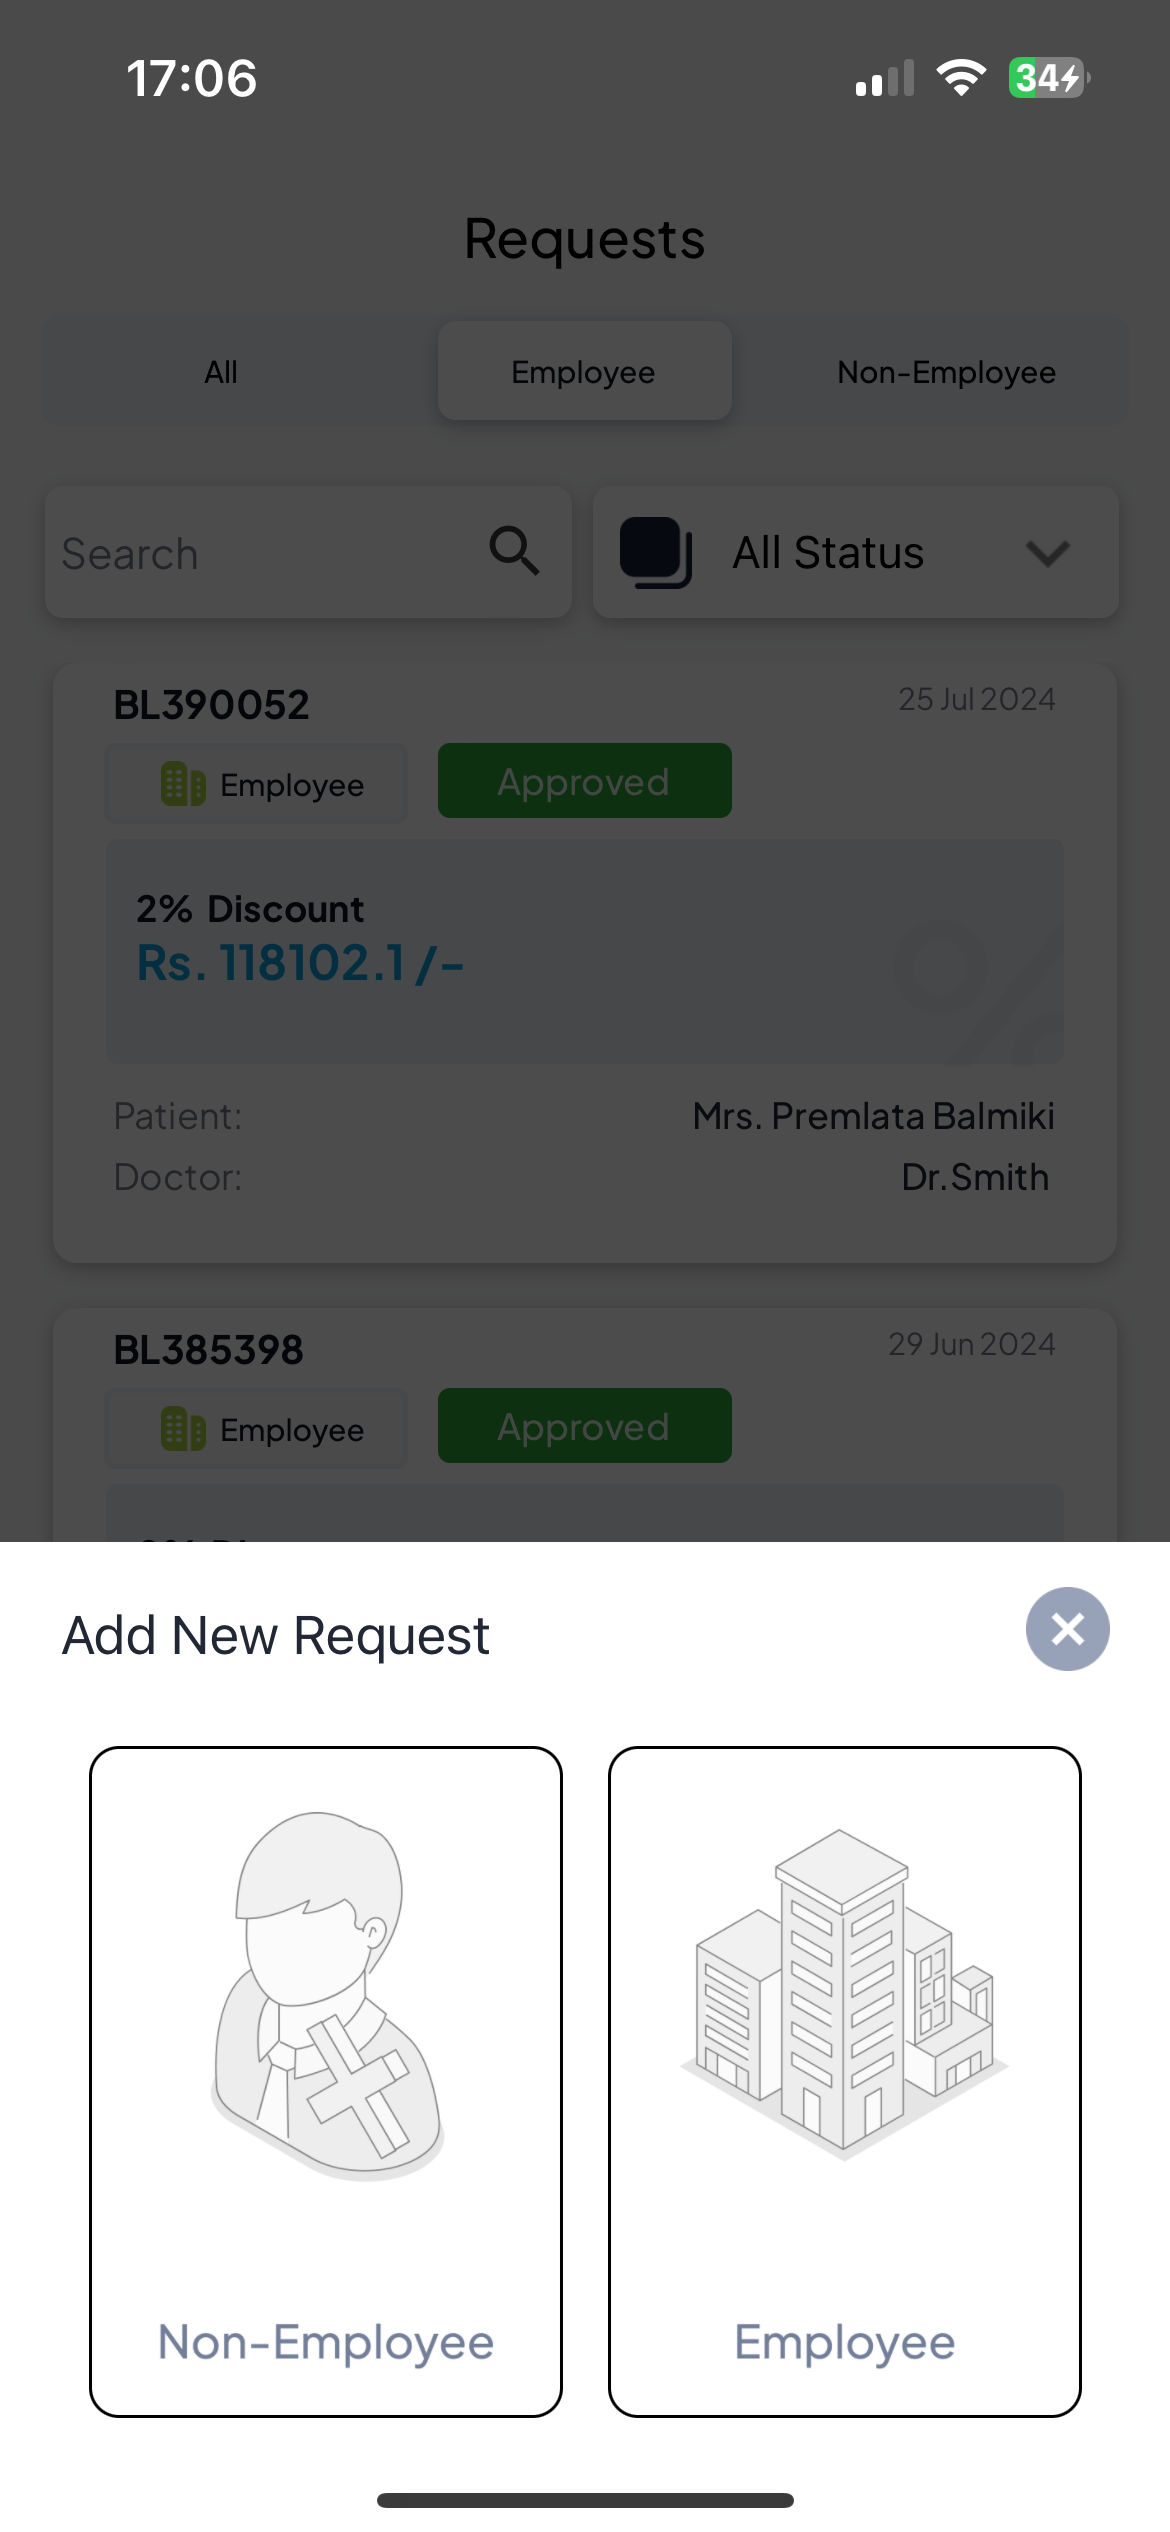 17:06
34
Requests
All Employee Non-Employee
Search All Status
BL390052 25 Jul 2024
Employee Approved
2% Discount
Rs. 118102.1 /-
Patient: Mrs. Premlata Balmiki
Doctor: Dr.Smith
BL385398 29 Jun 2024
Employee Approved
Add New Request
Non-Employee Employee